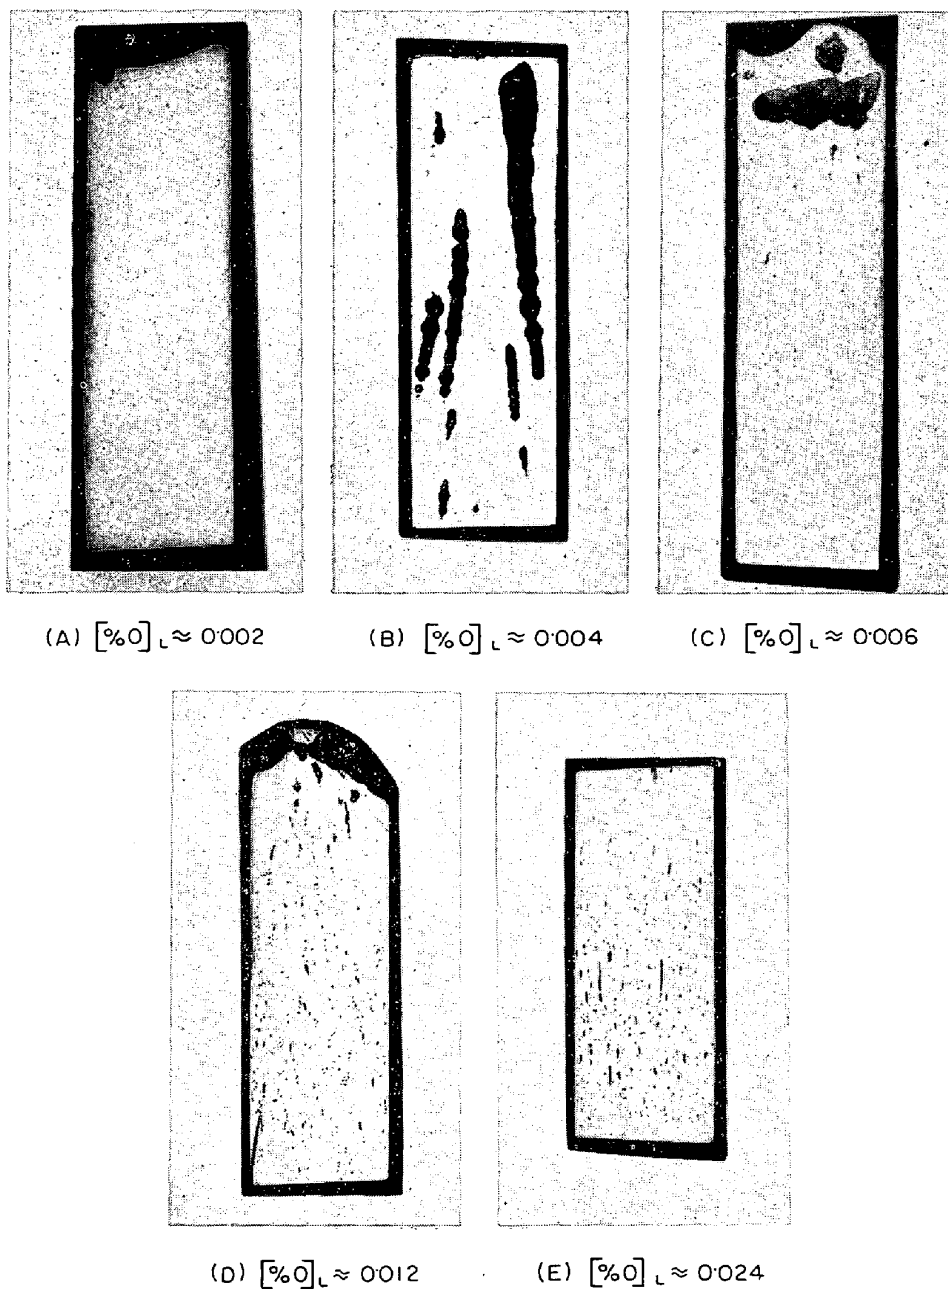 (A) [%O]L ≈ 0·002
(B) [%O]L ≈ 0·004
(C) [%O]L ≈ 0·006
(D) [%O]L ≈ 0·012
(E) [%O]L ≈ 0·024